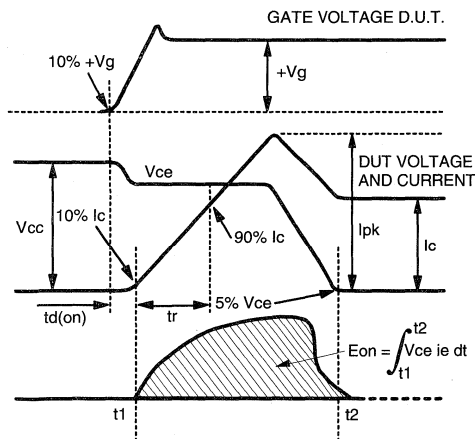 GATE VOLTAGE D.U.T.
10% +Vg
+Vg
Vce
DUT VOLTAGE
AND CURRENT
Vcc
10% Ic
90% Ic
Ipk
Ic
td(on)
tr
5% Vce
Eon = ∫ Vce ie dt
t2
t1
t1
t2